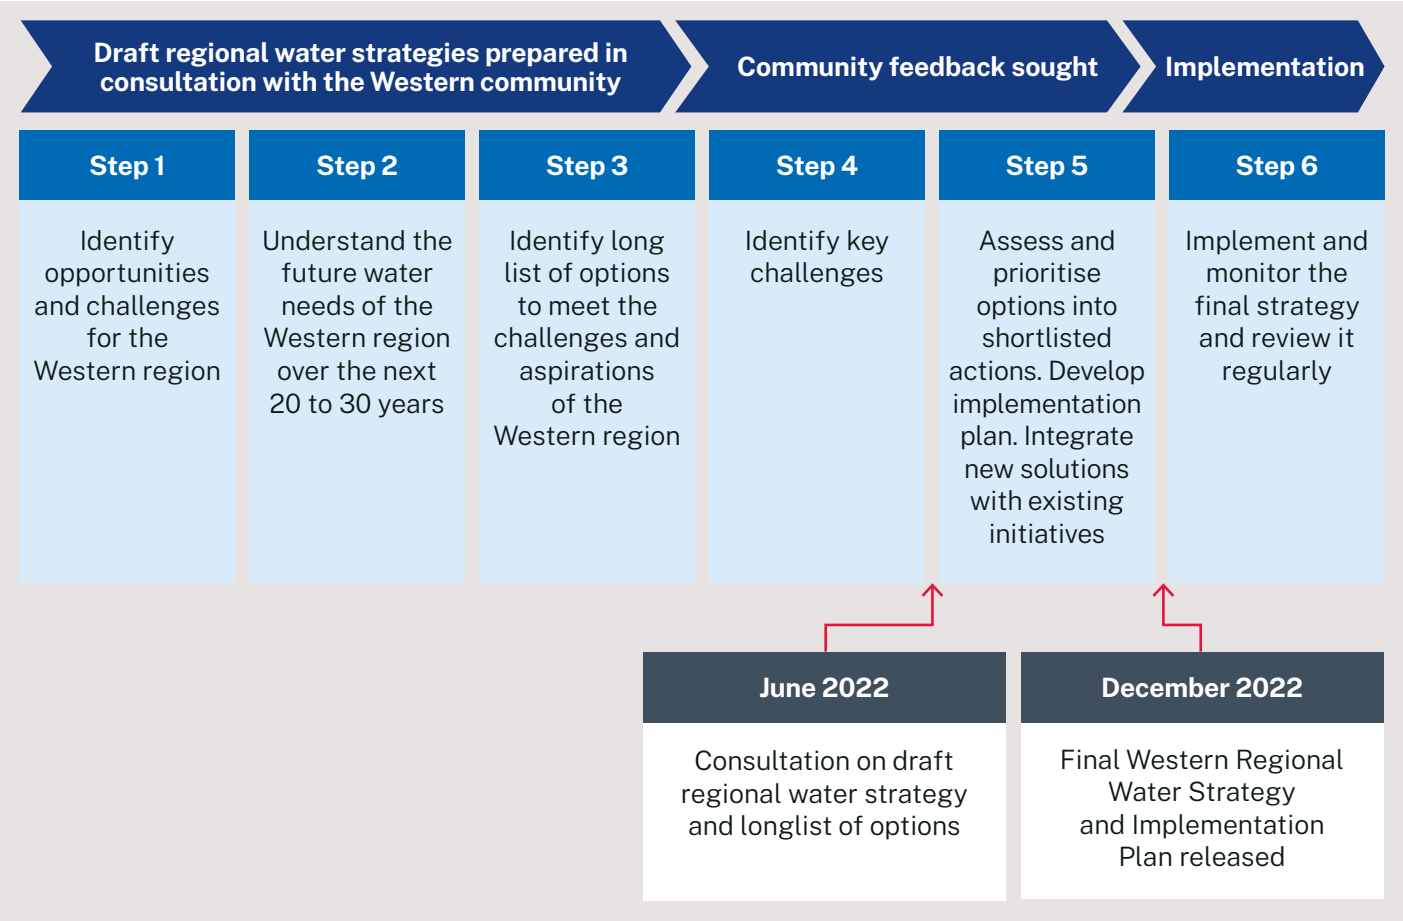 Draft regional water strategies prepared in
consultation with the Western community
Community feedback sought
Implementation
Step 1
Identify
opportunities
and challenges
for the
Western region
Step 2
Understand the
future water
needs of the
Western region
over the next
20 to 30 years
Step 3
Identify long
list of options
to meet the
challenges and
aspirations
of the
Western region
Step 4
Identify key
challenges
Step 5
Assess and
prioritise
options into
shortlisted
actions. Develop
implementation
plan. Integrate
new solutions
with existing
initiatives
Step 6
Implement and
monitor the
final strategy
and review it
regularly
June 2022
Consultation on draft
regional water strategy
and longlist of options
December 2022
Final Western Regional
Water Strategy
and Implementation
Plan released